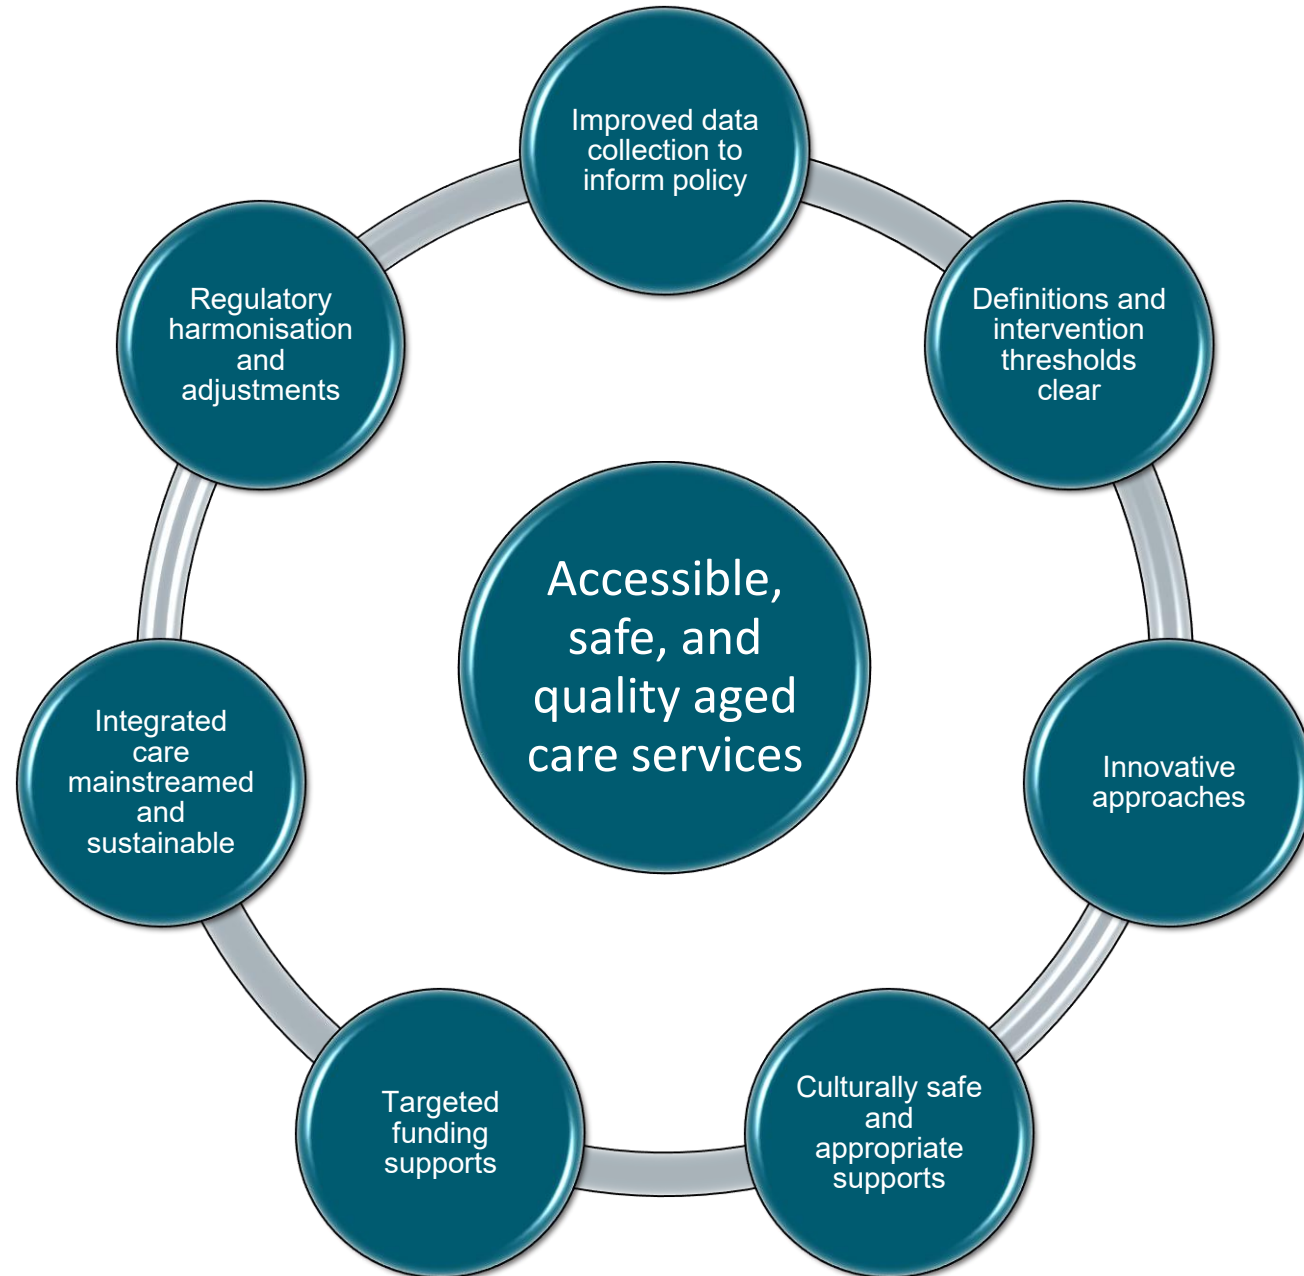 Improved data
collection to
inform policy
Definitions and
intervention
thresholds
clear
Innovative
approaches
Culturally safe
and
appropriate
supports
Targeted
funding
supports
Integrated
care
mainstreamed
and
sustainable
Regulatory
harmonisation
and
adjustments
Accessible,
safe, and
quality aged
care services